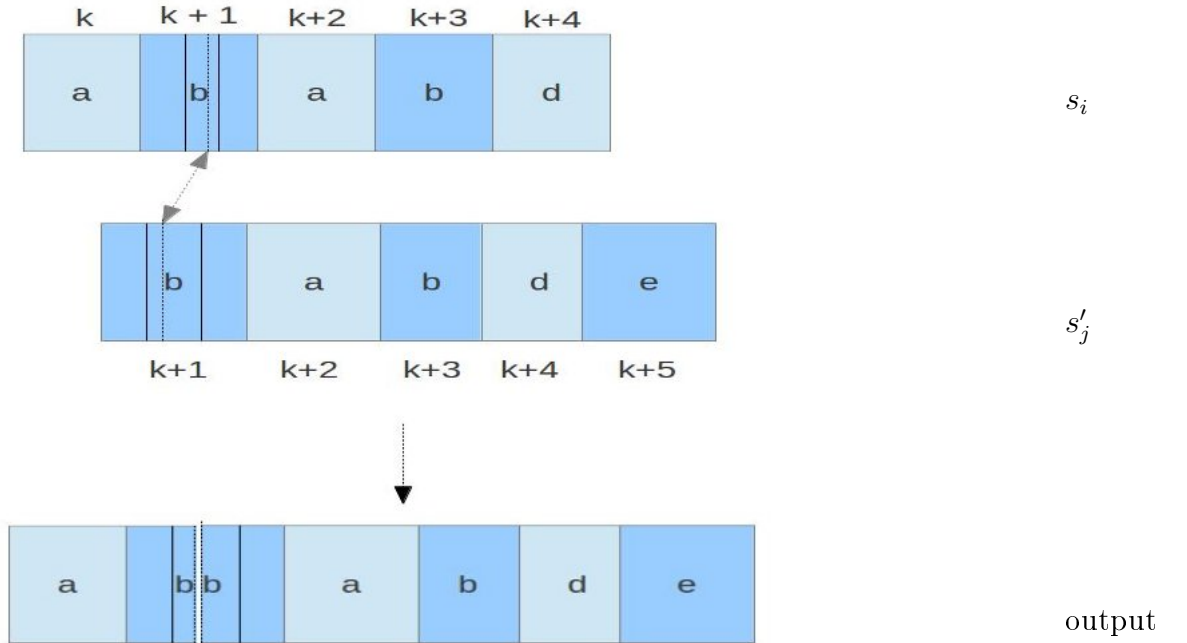 k k + 1 k+2 k+3 k+4
a b a b d
s_i
b a b d e
s'_j
k+1 k+2 k+3 k+4 k+5
a b b a b d e
output